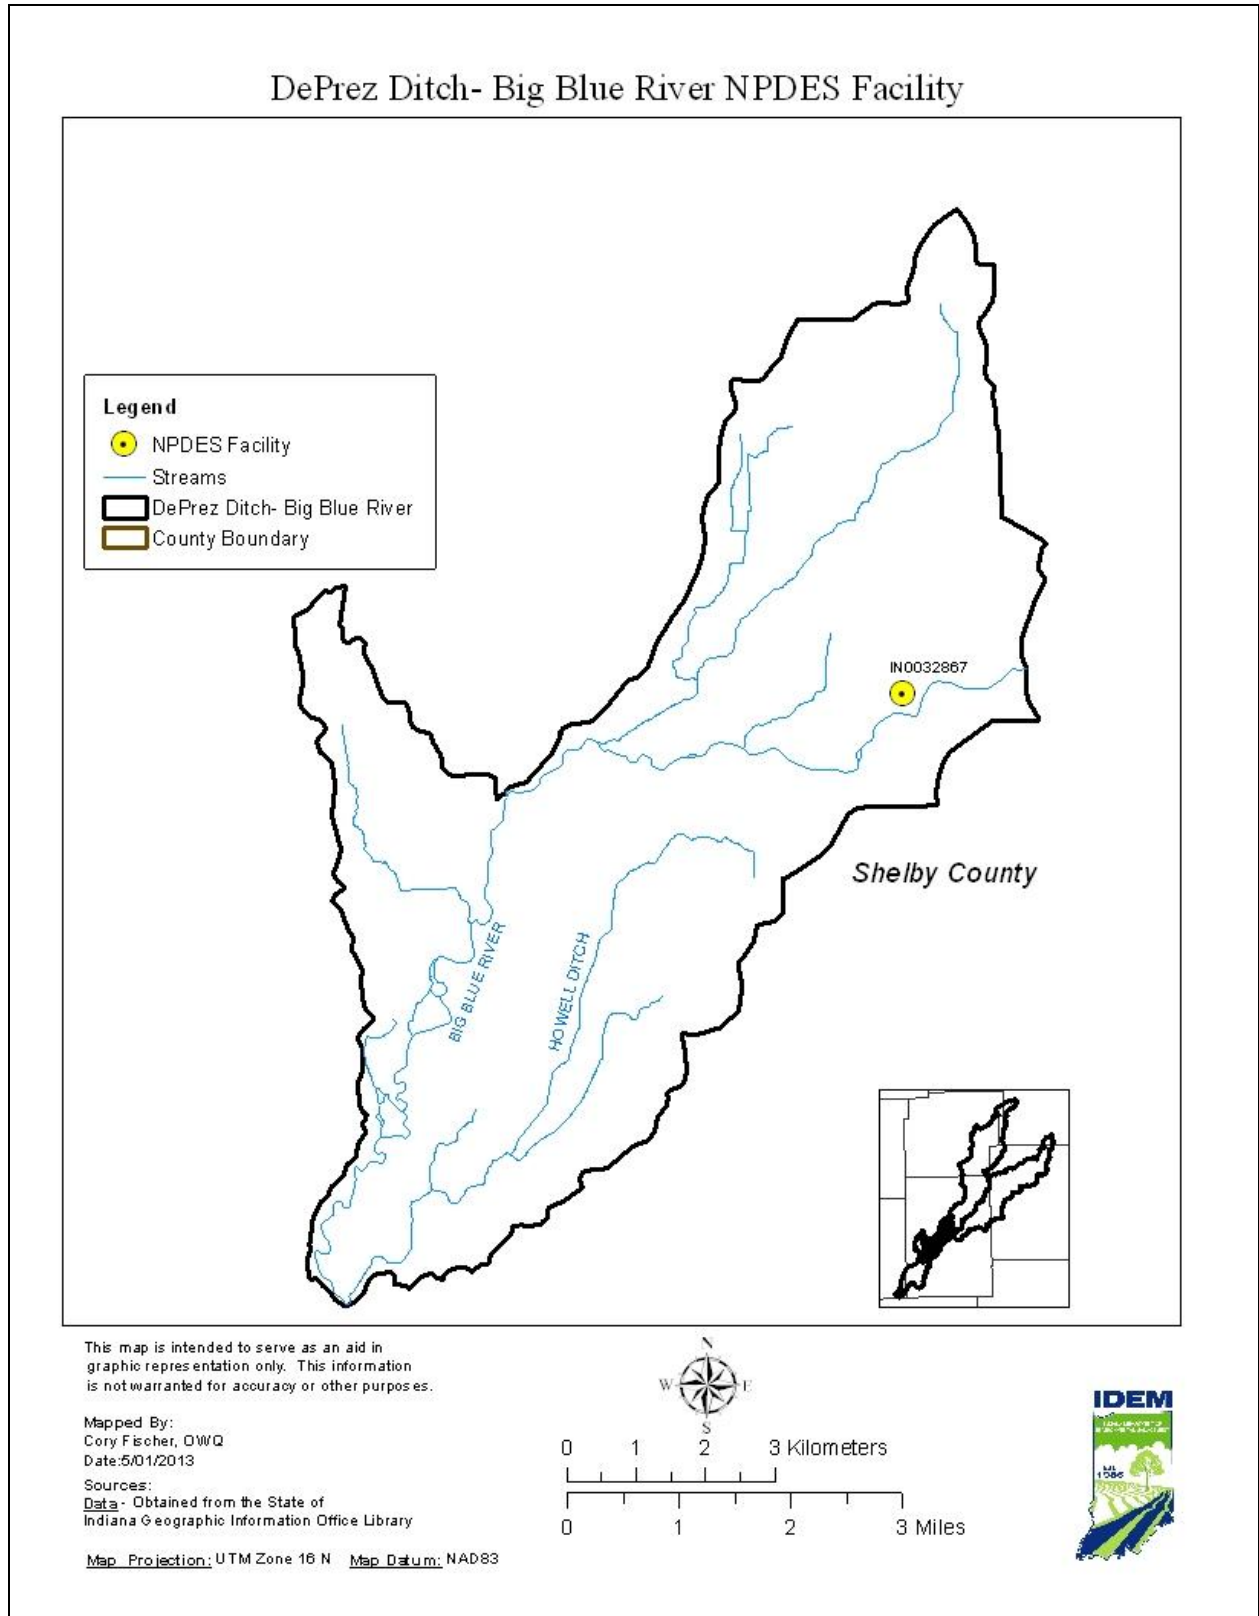 DePrez Ditch- Big Blue River NPDES Facility
Legend
NPDES Facility
Streams
DePrez Ditch- Big Blue River
County Boundary
IN0032867
Shelby County
BIG BLUE RIVER
HOWELL DITCH
This map is intended to serve as an aid in
graphic representation only. This information
is not warranted for accuracy or other purposes.
Mapped By:
Cory Fischer, OWQ
Date:5/01/2013
Sources:
Data - Obtained from the State of
Indiana Geographic Information Office Library
Map Projection: UTM Zone 16 N Map Datum: NAD83
N
W E
S
0 1 2 3 Kilometers
0 1 2 3 Miles
IDEM
1986